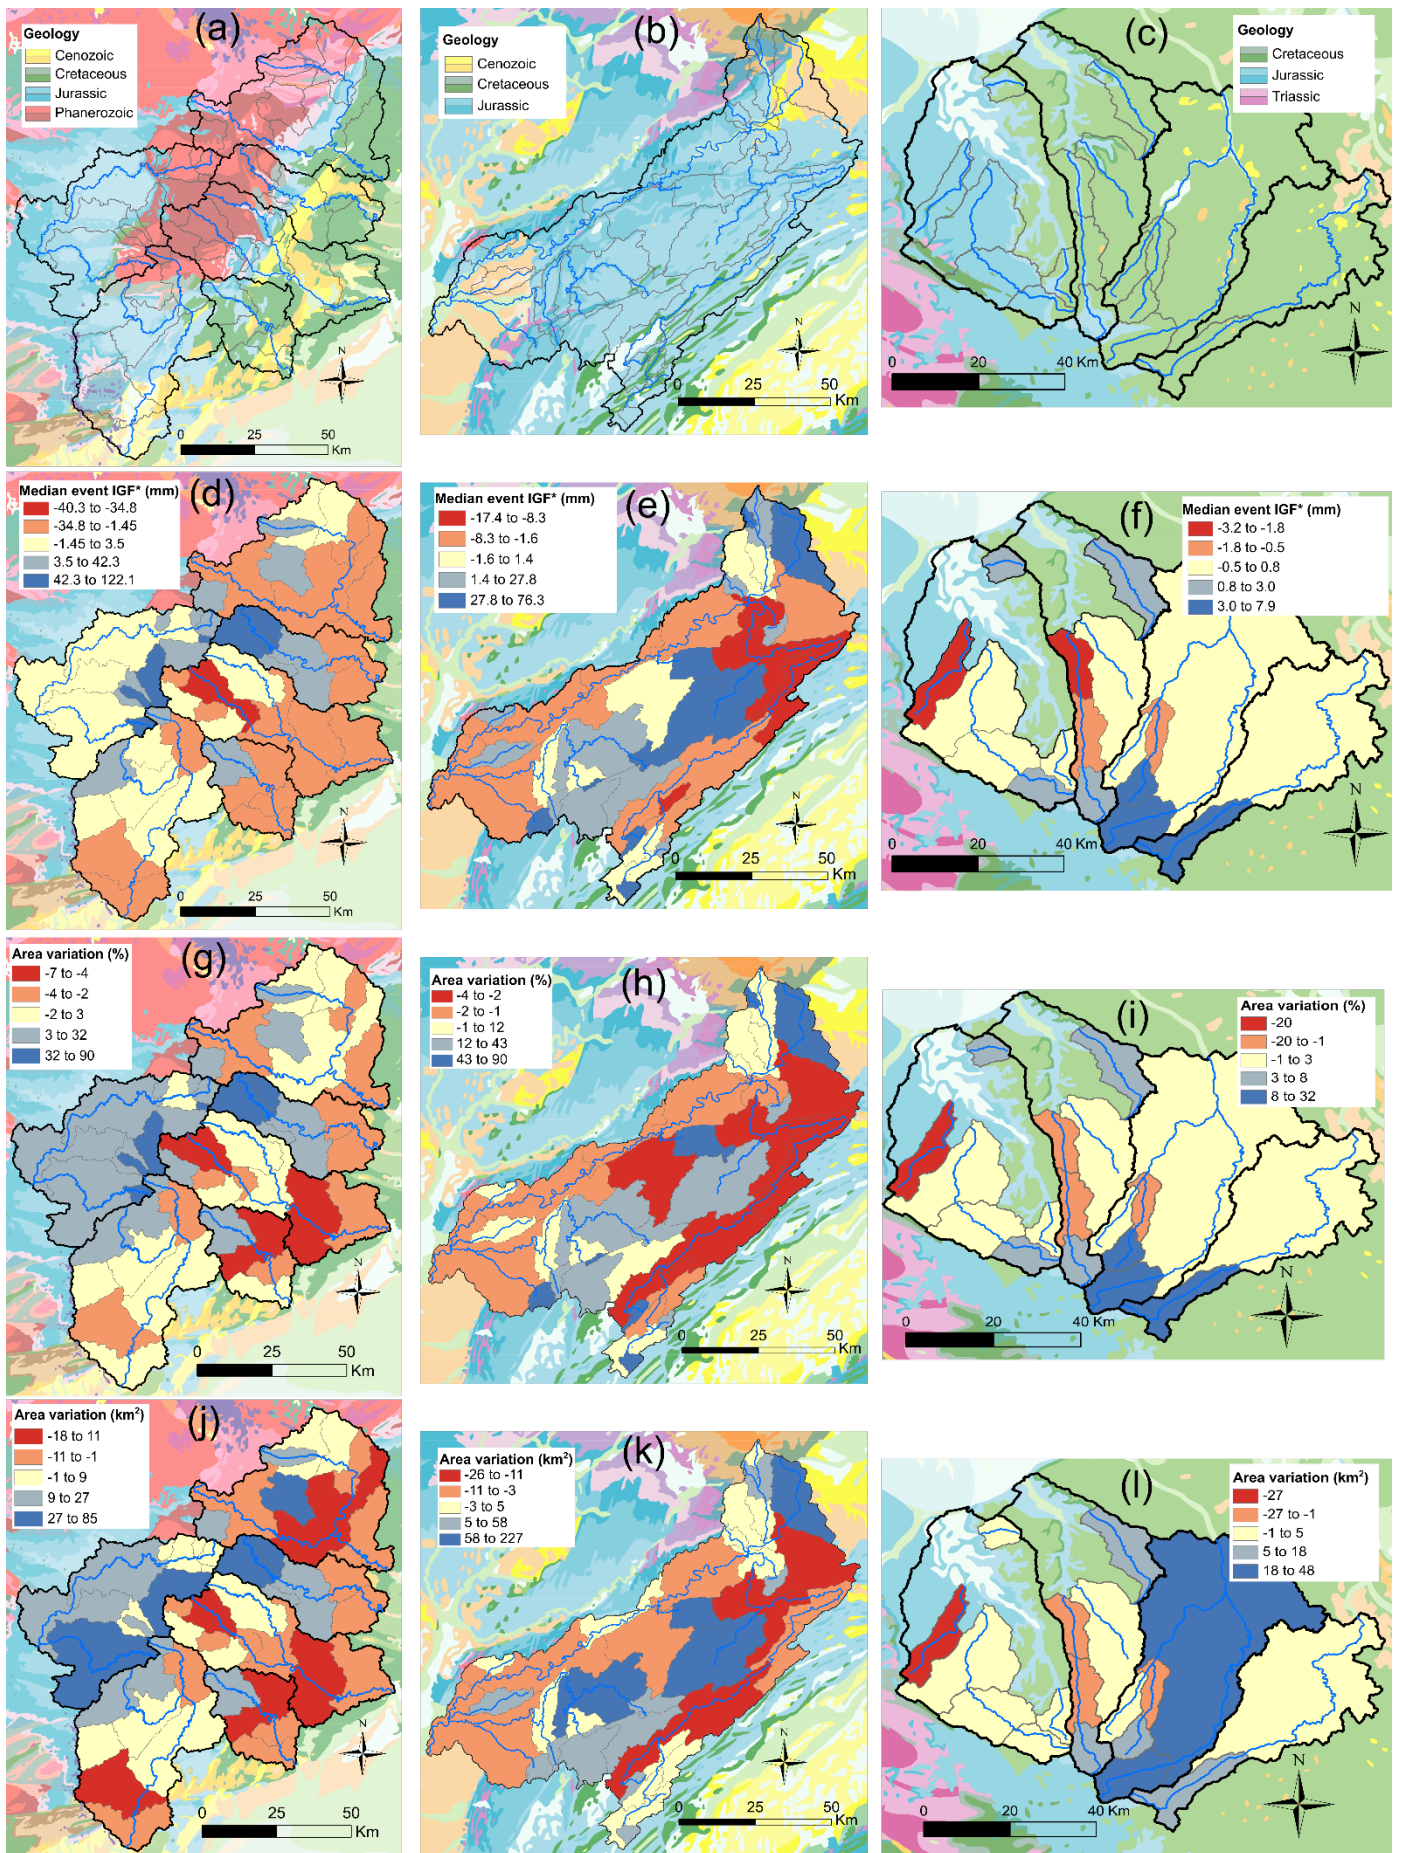 (a)
Geology
Cenozoic
Cretaceous
Jurassic
Phanerozoic
N
0 25 50
Km
(b)
Geology
Cenozoic
Cretaceous
Jurassic
N
0 25 50
Km
(c)
Geology
Cretaceous
Jurassic
Triassic
N
0 20 40 Km
(d)
Median event IGF* (mm)
-40.3 to -34.8
-34.8 to -1.45
-1.45 to 3.5
3.5 to 42.3
42.3 to 122.1
N
0 25 50
Km
(e)
Median event IGF* (mm)
-17.4 to -8.3
-8.3 to -1.6
-1.6 to 1.4
1.4 to 27.8
27.8 to 76.3
N
0 25 50
Km
(f)
Median event IGF* (mm)
-3.2 to -1.8
-1.8 to -0.5
-0.5 to 0.8
0.8 to 3.0
3.0 to 7.9
N
0 20 40 Km
(g)
Area variation (%)
-7 to -4
-4 to -2
-2 to 3
3 to 32
32 to 90
N
0 25 50
Km
(h)
Area variation (%)
-4 to -2
-2 to -1
-1 to 12
12 to 43
43 to 90
N
0 25 50
Km
(i)
Area variation (%)
-20
-20 to -1
-1 to 3
3 to 8
8 to 32
N
0 20 40 Km
(j)
Area variation (km²)
-18 to 11
-11 to -1
-1 to 9
9 to 27
27 to 85
N
0 25 50
Km
(k)
Area variation (km²)
-26 to -11
-11 to -3
-3 to 5
5 to 58
58 to 227
N
0 25 50
Km
(l)
Area variation (km²)
-27
-27 to -1
-1 to 5
5 to 18
18 to 48
N
0 20 40 Km